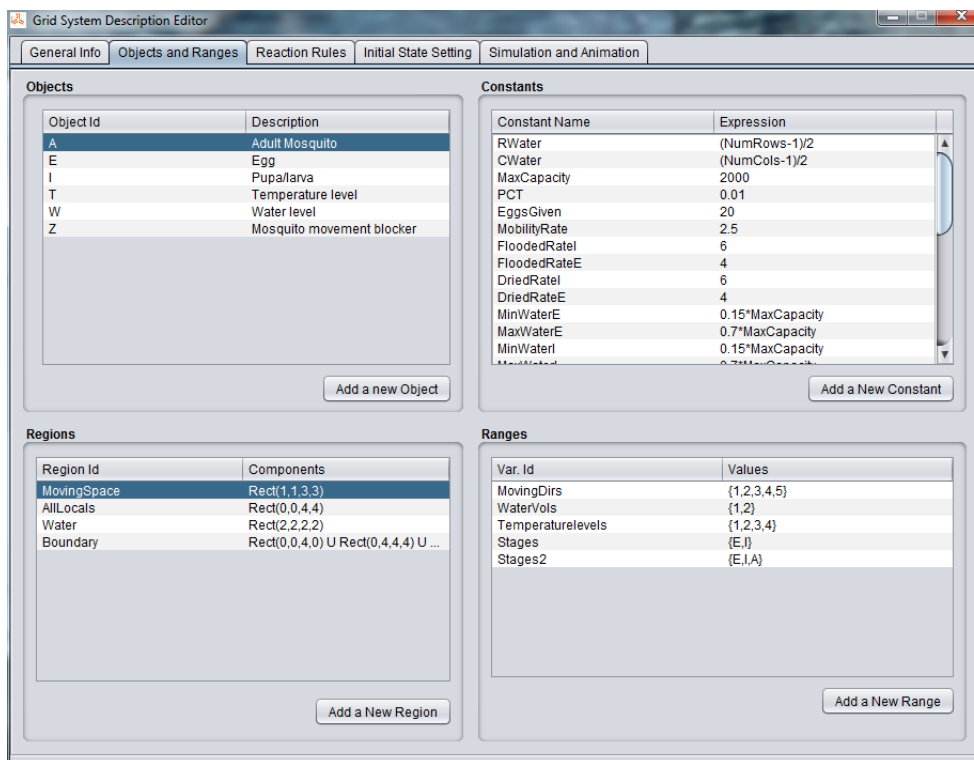 Grid System Description Editor
General Info Objects and Ranges Reaction Rules Initial State Setting Simulation and Animation
Objects
Object Id Description
A Adult Mosquito
E Egg
I Pupa/larva
T Temperature level
W Water level
Z Mosquito movement blocker
Add a new Object
Constants
Constant Name Expression
RWater (NumRows-1)/2
CWater (NumCols-1)/2
MaxCapacity 2000
PCT 0.01
EggsGiven 20
MobilityRate 2.5
FloodedRateI 6
FloodedRateE 4
DriedRateI 6
DriedRateE 4
MinWaterE 0.15*MaxCapacity
MaxWaterE 0.7*MaxCapacity
MinWaterI 0.15*MaxCapacity
MaxWaterI 0.7*MaxCapacity
Add a New Constant
Regions
Region Id Components
MovingSpace Rect(1,1,3,3)
AllLocals Rect(0,0,4,4)
Water Rect(2,2,2,2)
Boundary Rect(0,0,4,0) U Rect(0,4,4,4) U ...
Add a New Region
Ranges
Var. Id Values
MovingDirs {1,2,3,4,5}
WaterVols {1,2}
Temperaturelevels {1,2,3,4}
Stages {E,I}
Stages2 {E,I,A}
Add a New Range